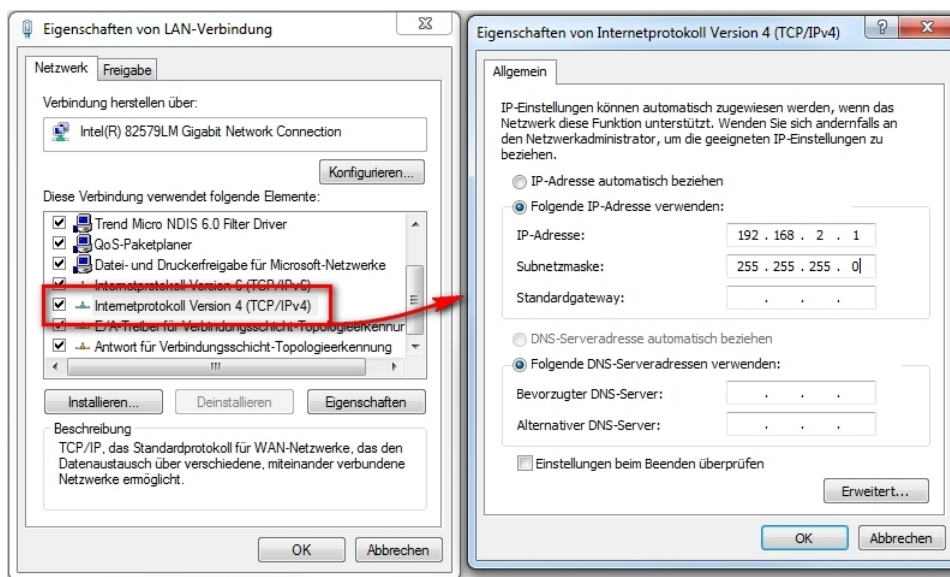 Eigenschaften von LAN-Verbindung
Netzwerk Freigabe
Verbindung herstellen über:
Intel(R) 82579LM Gigabit Network Connection
Konfigurieren...
Diese Verbindung verwendet folgende Elemente:
Trend Micro NDIS 6.0 Filter Driver
QoS-Paketplaner
Datei- und Druckerfreigabe für Microsoft-Netzwerke
Internetprotokoll Version 6 (TCP/IPv6)
Internetprotokoll Version 4 (TCP/IPv4)
E/A-Treiber für Verbindungsschicht-Topologieerkennur
Antwort für Verbindungsschicht-Topologieerkennung
Installieren... Deinstallieren Eigenschaften
Beschreibung
TCP/IP, das Standardprotokoll für WAN-Netzwerke, das den
Datenaustausch über verschiedene, miteinander verbundene
Netzwerke ermöglicht.
OK Abbrechen
Eigenschaften von Internetprotokoll Version 4 (TCP/IPv4)
Allgemein
IP-Einstellungen können automatisch zugewiesen werden, wenn das
Netzwerk diese Funktion unterstützt. Wenden Sie sich andernfalls an
den Netzwerkadministrator, um die geeigneten IP-Einstellungen zu
beziehen.
IP-Adresse automatisch beziehen
Folgende IP-Adresse verwenden:
IP-Adresse: 192 . 168 . 2 . 1
Subnetzmaske: 255 . 255 . 255 . 0
Standardgateway: . . .
DNS-Serveradresse automatisch beziehen
Folgende DNS-Serveradressen verwenden:
Bevorzugter DNS-Server: . . .
Alternativer DNS-Server: . . .
Einstellungen beim Beenden überprüfen
Erweitert...
OK Abbrechen